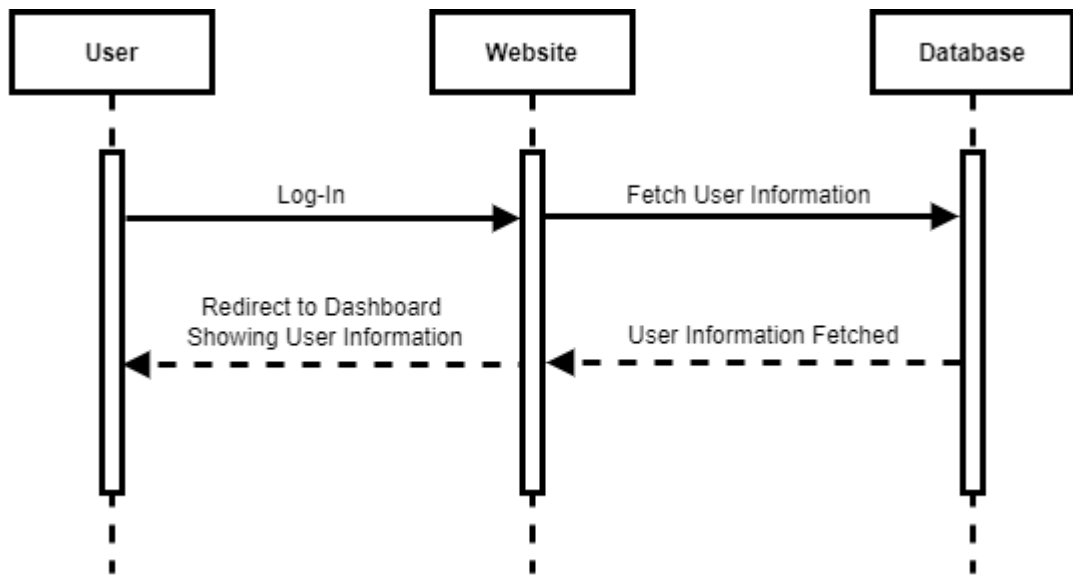 User
Website
Database
Log-In
Fetch User Information
Redirect to Dashboard
Showing User Information
User Information Fetched